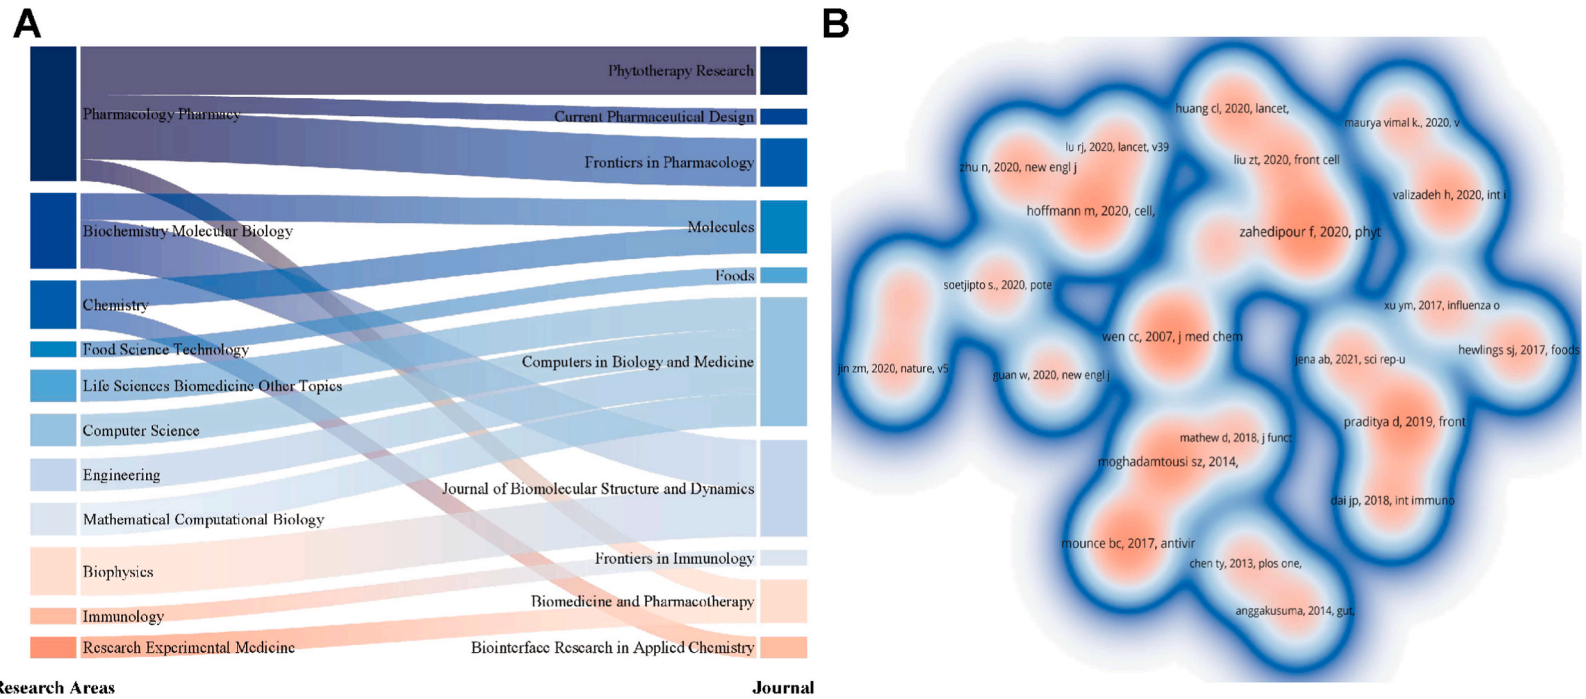 A
B
Pharmacology Pharmacy
Biochemistry Molecular Biology
Chemistry
Food Science Technology
Life Sciences Biomedicine Other Topics
Computer Science
Engineering
Mathematical Computational Biology
Biophysics
Immunology
Research Experimental Medicine
esearch Areas
Phytotherapy Research
Current Pharmaceutical Design
Frontiers in Pharmacology
Molecules
Foods
Computers in Biology and Medicine
Journal of Biomolecular Structure and Dynamics
Frontiers in Immunology
Biomedicine and Pharmacotherapy
Biointerface Research in Applied Chemistry
Journal
huang cl, 2020, lancet,
maurya vimal k., 2020, v
lu rj, 2020, lancet, v39
liu zt, 2020, front cell
zhu n, 2020, new engl j
valizadeh h, 2020, int i
hoffmann m, 2020, cell,
zahedipour f, 2020, phyt
soetjipto s., 2020, pote
xu ym, 2017, influenza o
wen cc, 2007, j med chem
hewlings sj, 2017, foods
jena ab, 2021, sci rep-u
jin zm, 2020, nature, v5
guan w, 2020, new engl j
praditya d, 2019, front
mathew d, 2018, j funct
moghadamtousi sz, 2014,
dai jp, 2018, int immuno
mounce bc, 2017, antivir
chen ty, 2013, plos one,
anggakusuma, 2014, gut,